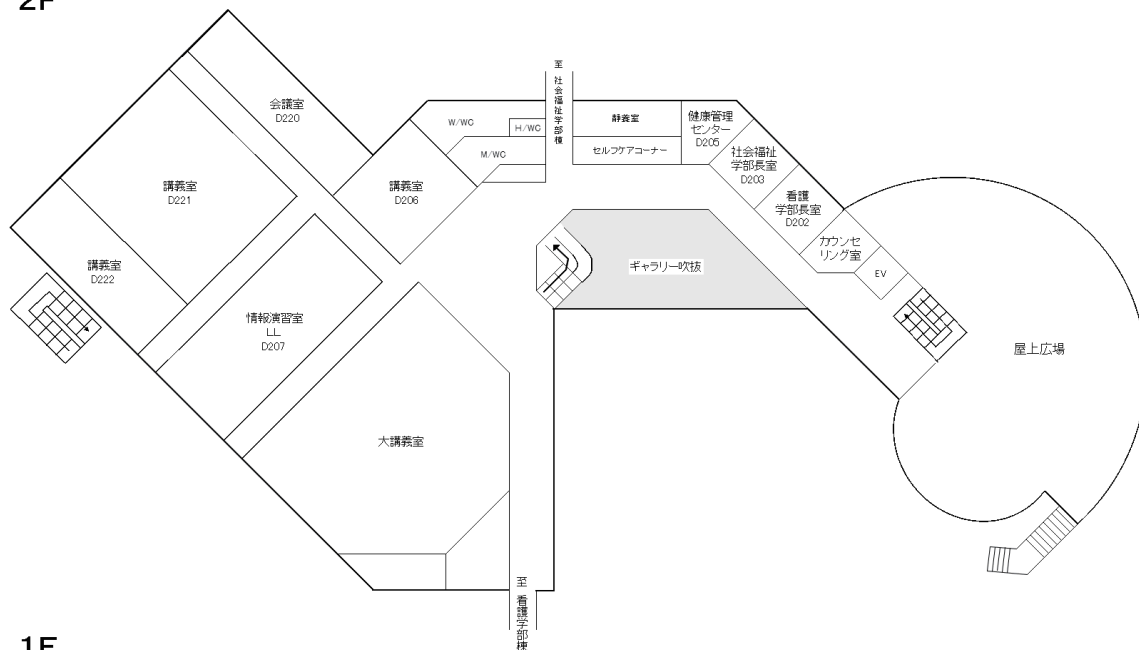 2F
至 社会福祉学部棟
会議室
D220
W/WC
H/WC
M/WC
静養室
セルフケアコーナー
健康管理
センター
D205
社会福祉
学部長室
D203
看護
学部長室
D202
カウンセ
リング室
EV
講義室
D221
講義室
D206
講義室
D222
情報演習室
LL
D207
ギャラリー吹抜
屋上広場
大講義室
至 看護学部棟
1F